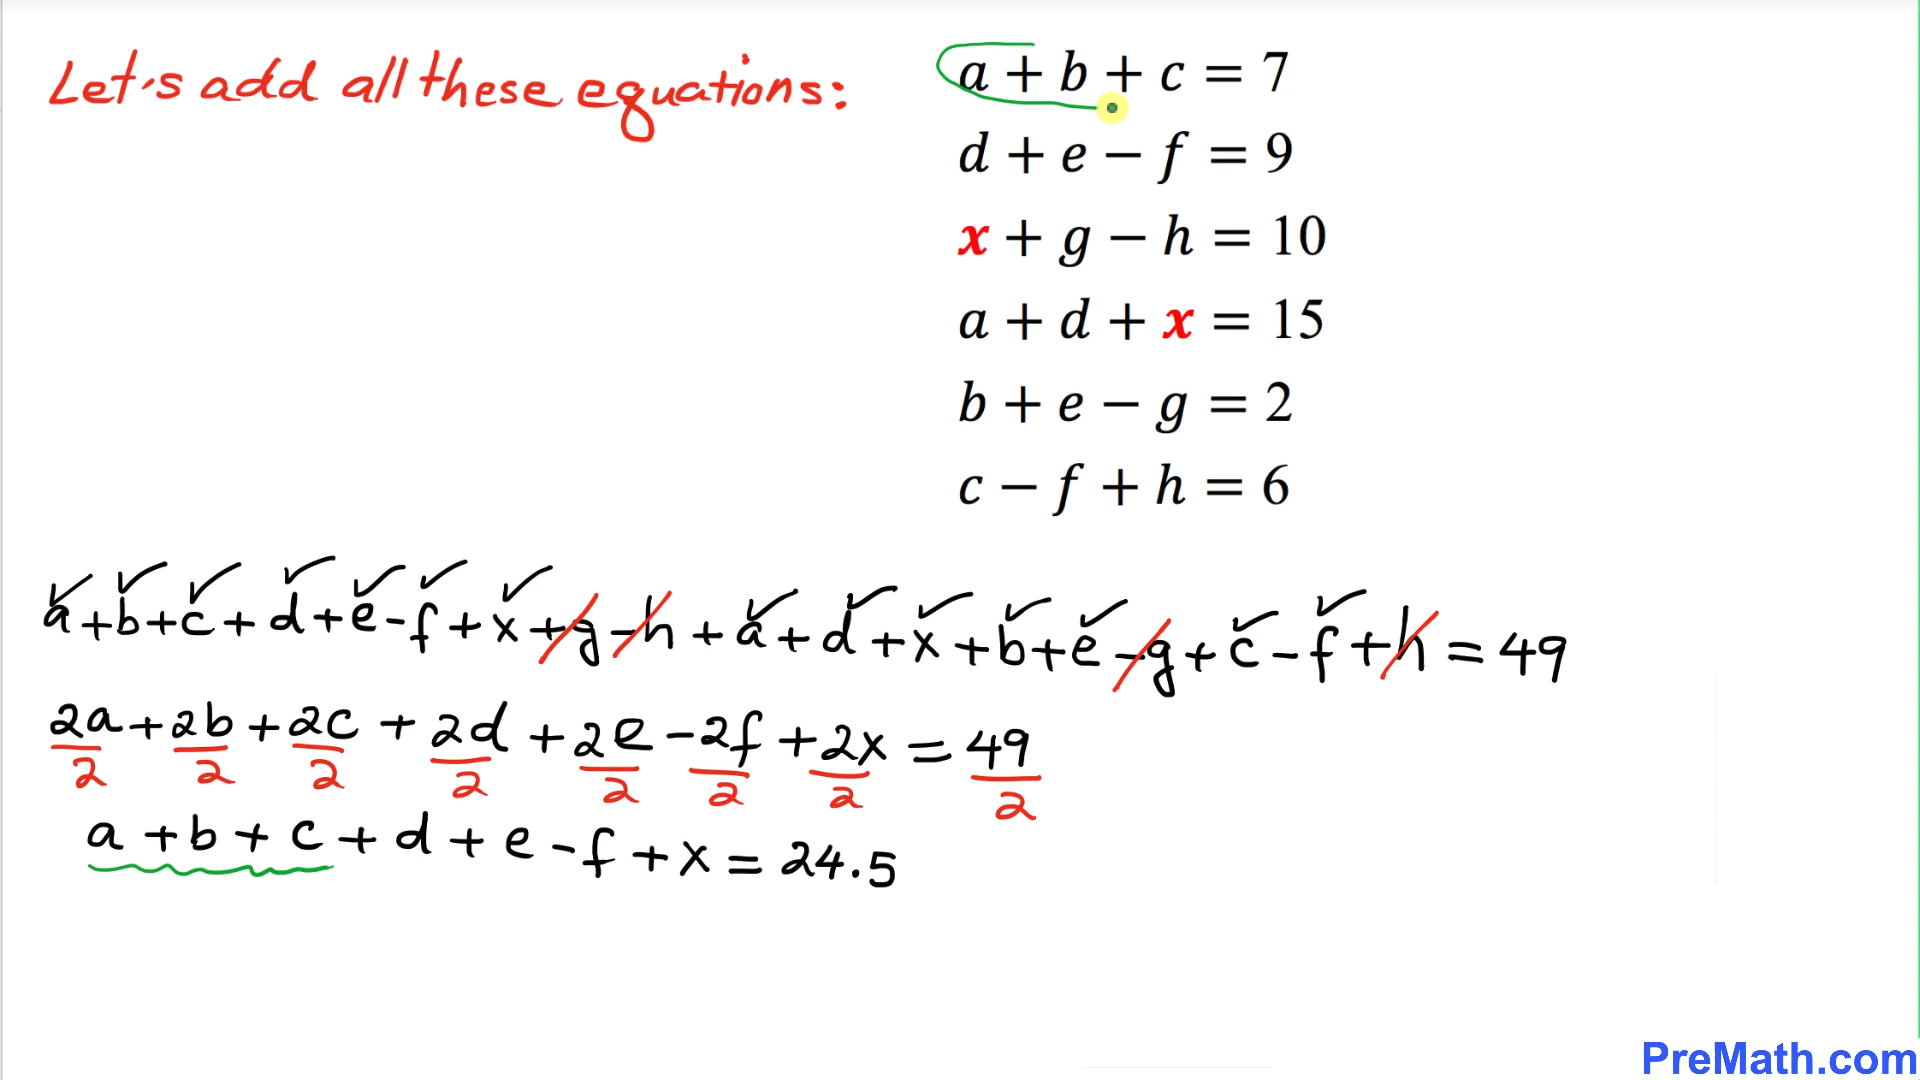 Let's add all these equations:
a + b + c = 7
d + e − f = 9
x + g − h = 10
a + d + x = 15
b + e − g = 2
c − f + h = 6
a+b+c+d+e-f+x+g-h+a+d+x+b+e-g+c-f+h=49
2a+2b+2c+2d+2e-2f+2x=49
2 2 2 2 2 2 2 2
a+b+c+d+e-f+x=24.5
PreMath.com